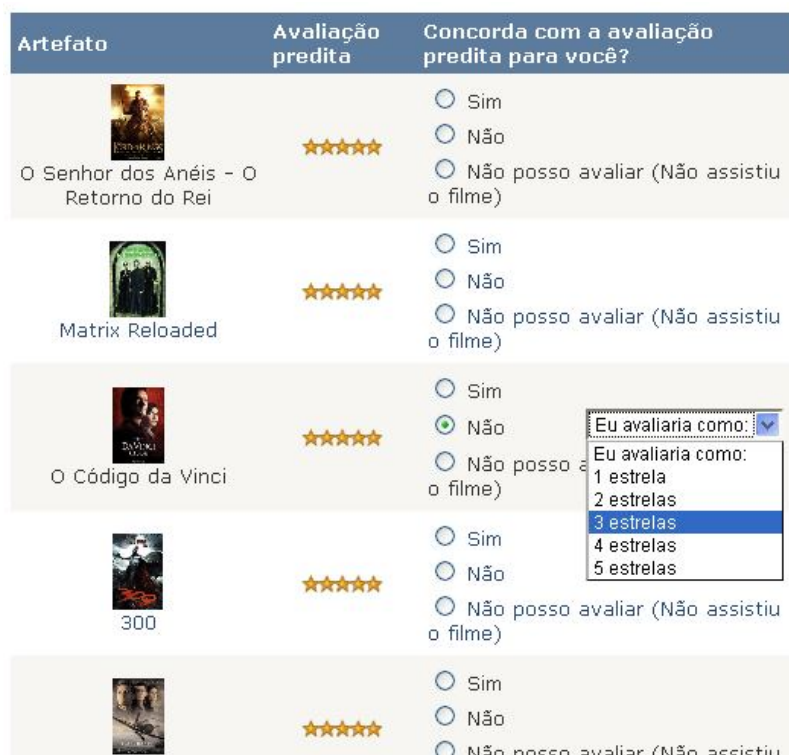 Artefato
Avaliação
predita
Concorda com a avaliação
predita para você?
Sim
Não
Não posso avaliar (Não assistiu
o filme)
O Senhor dos Anéis - O
Retorno do Rei
Sim
Não
Não posso avaliar (Não assistiu
o filme)
Matrix Reloaded
Sim
Não
Eu avaliaria como:
Não posso
o filme)
Eu avaliaria como:
1 estrela
2 estrelas
3 estrelas
4 estrelas
5 estrelas
O Código da Vinci
Sim
Não
Não posso avaliar (Não assistiu
o filme)
300
300
Sim
Não
Não posso avaliar (Não assistiu